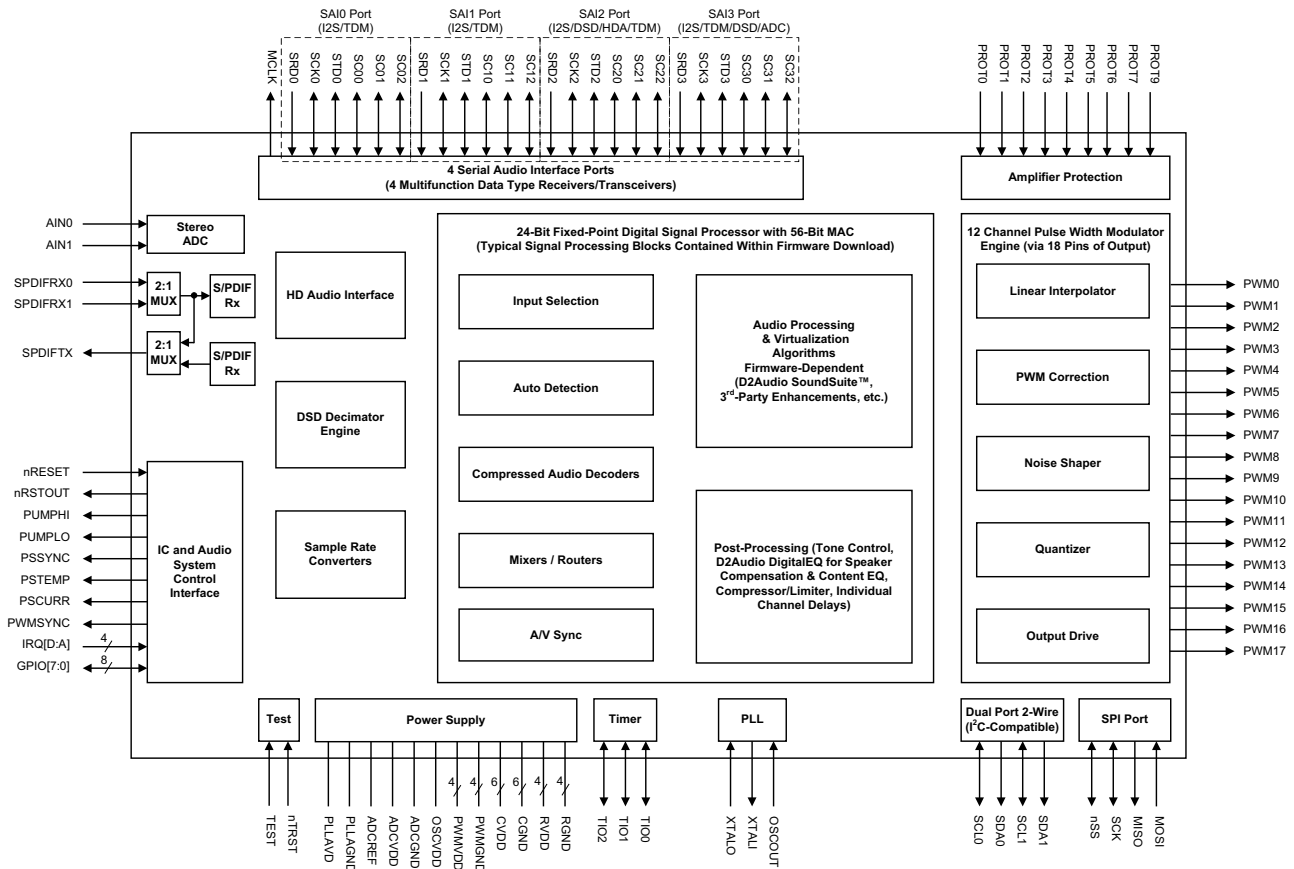 SAI0 Port
(I2S/TDM)
SAI1 Port
(I2S/TDM)
SAI2 Port
(I2S/DSD/HDA/TDM)
SAI3 Port
(I2S/TDM/DSD/ADC)
MCLK
SRD0
SCK0
STD0
SC00
SC01
SC02
SRD1
SCK1
STD1
SC10
SC11
SC12
SRD2
SCK2
STD2
SC20
SC21
SC22
SRD3
SCK3
STD3
SC30
SC31
SC32
PROT0
PROT1
PROT2
PROT3
PROT4
PROT5
PROT6
PROT7
PROT9
4 Serial Audio Interface Ports
(4 Multifunction Data Type Receivers/Transceivers)
Amplifier Protection
AIN0
AIN1
Stereo
ADC
SPDIFRX0
SPDIFRX1
2:1
MUX
S/PDIF
Rx
SPDIFTX
2:1
MUX
S/PDIF
Rx
HD Audio Interface
DSD Decimator
Engine
Sample Rate
Converters
24-Bit Fixed-Point Digital Signal Processor with 56-Bit MAC
(Typical Signal Processing Blocks Contained Within Firmware Download)
Input Selection
Auto Detection
Compressed Audio Decoders
Mixers / Routers
A/V Sync
Audio Processing
& Virtualization
Algorithms
Firmware-Dependent
(D2Audio SoundSuite™,
3rd-Party Enhancements, etc.)
Post-Processing (Tone Control,
D2Audio DigitalEQ for Speaker
Compensation & Content EQ,
Compressor/Limiter, Individual
Channel Delays)
12 Channel Pulse Width Modulator
Engine (via 18 Pins of Output)
Linear Interpolator
PWM Correction
Noise Shaper
Quantizer
Output Drive
PWM0
PWM1
PWM2
PWM3
PWM4
PWM5
PWM6
PWM7
PWM8
PWM9
PWM10
PWM11
PWM12
PWM13
PWM14
PWM15
PWM16
PWM17
nRESET
nRSTOUT
PUMPHI
PUMPLO
PSSYNC
PSTEMP
PSCURR
PWMSYNC
IRQ[D:A]
4
GPIO[7:0]
8
IC and Audio
System
Control
Interface
Test
Power Supply
Timer
PLL
Dual Port 2-Wire
(I2C-Compatible)
SPI Port
4
4
6
6
4
4
TEST
nTRST
PLLAVD
PLLAGND
ADCREF
ADCVDD
ADCGND
OSCVDD
PWMVDD
PWMGND
CVDD
CGND
RVDD
RGND
TIO2
TIO1
TIO0
XTALO
XTALI
OSCOUT
SCL0
SDA0
SCL1
SDA1
nSS
SCK
MISO
MOSI